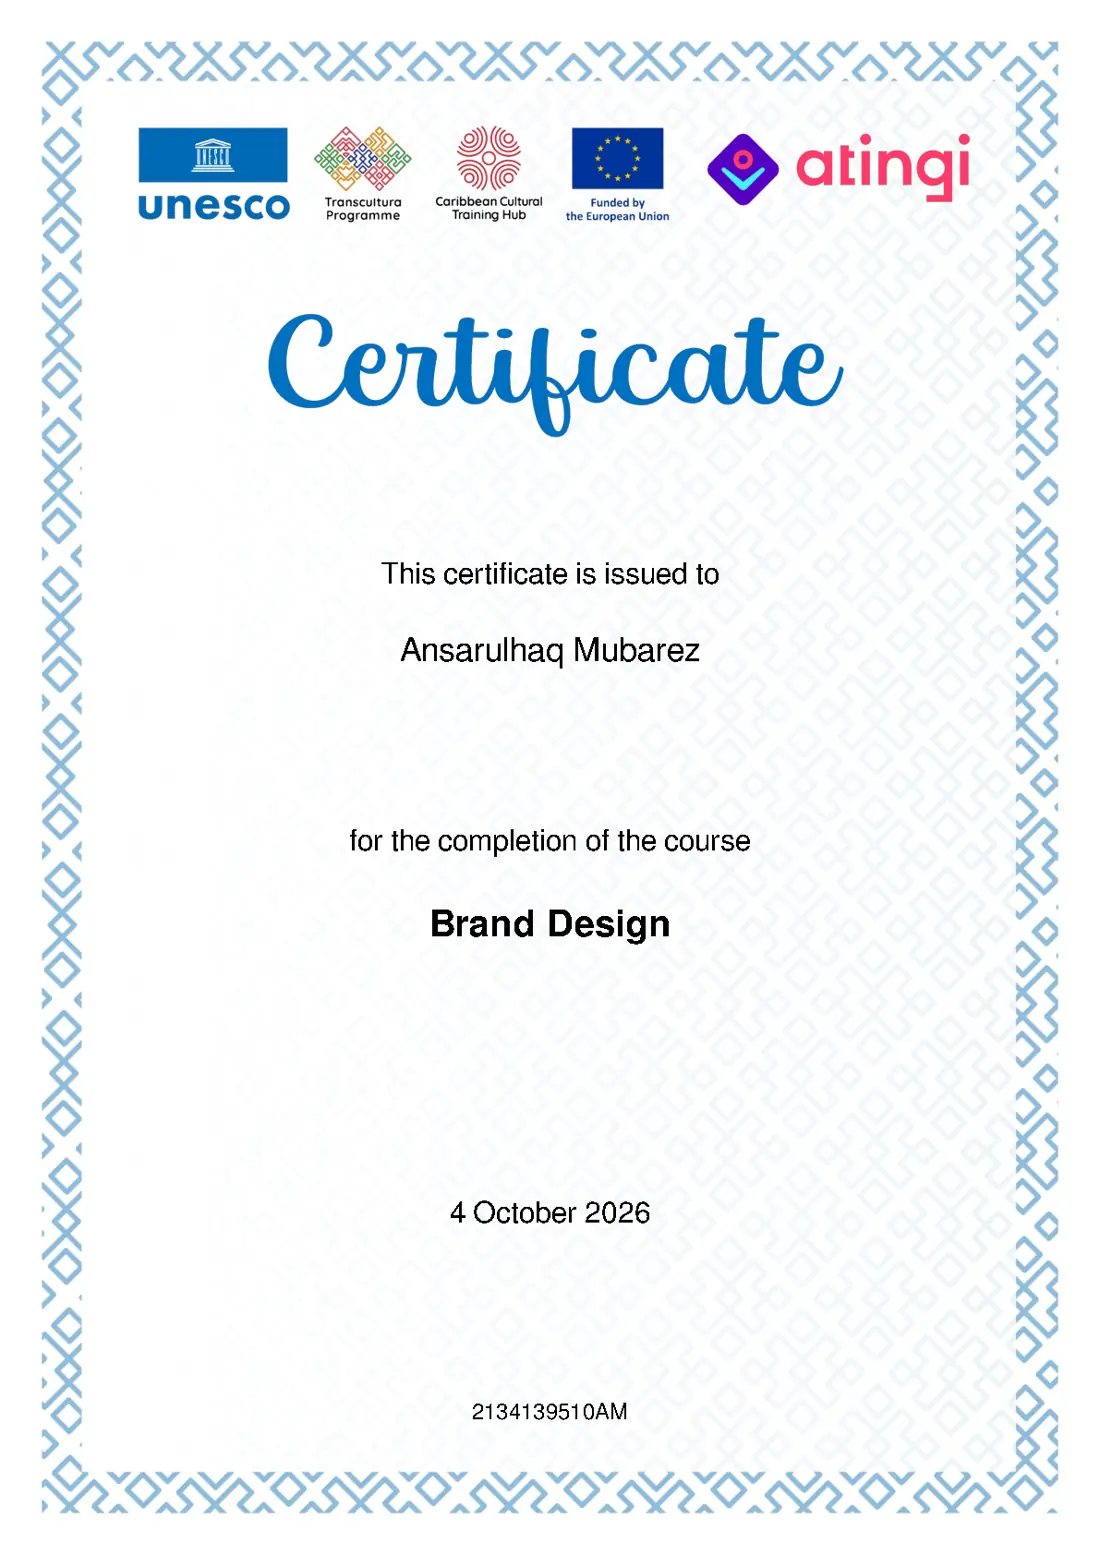 UNESCO
unesco
Transcultura
Programme
Caribbean Cultural
Training Hub
Funded by
the European Union
atingi
Certificate
This certificate is issued to
Ansarulhaq Mubarez
for the completion of the course
Brand Design
4 October 2026
2134139510AM